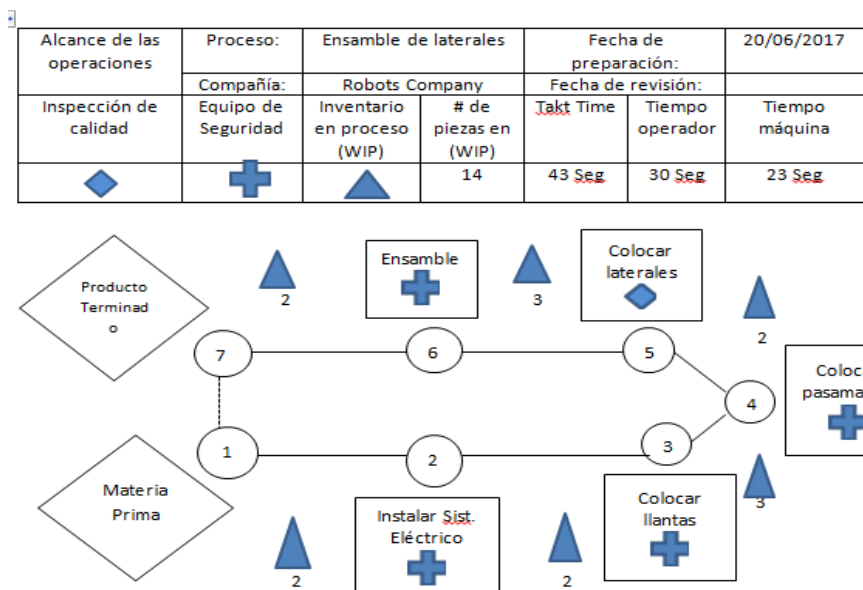 Alcance de las
operaciones
Proceso:
Ensamble de laterales
Fecha de
preparación:
20/06/2017
Compañía:
Robots Company
Fecha de revisión:
Inspección de
calidad
Equipo de
Seguridad
Inventario
en proceso
(WIP)
# de
piezas en
(WIP)
Takt Time
Tiempo
operador
Tiempo
máquina
14
43 Seg
30 Seg
23 Seg
Producto
Terminad
o
2
Ensamble
3
Colocar
laterales
2
7
6
5
4
Coloc
pasama
1
2
3
3
Materia
Prima
2
Instalar Sist.
Eléctrico
2
Colocar
llantas